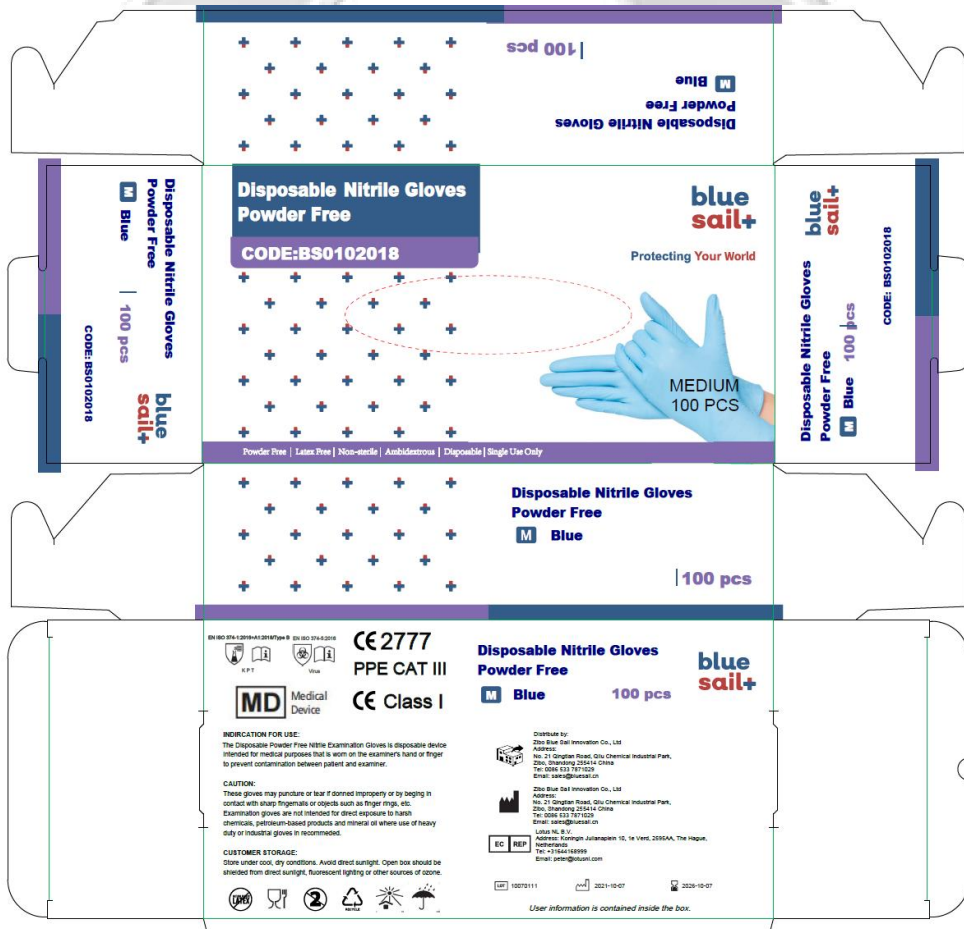 100 pcs
M Blue
Powder Free
Disposable Nitrile Gloves
Disposable Nitrile Gloves
Powder Free
M Blue
100 pcs
CODE:BS0102018
blue
sail+
Disposable Nitrile Gloves
Powder Free
CODE:BS0102018
blue
sail+
Protecting Your World
MEDIUM
100 PCS
Powder Free | Latex Free | Non-sterile | Ambidextrous | Disposable | Single Use Only
blue
sail+
Disposable Nitrile Gloves
Powder Free
M Blue 100 pcs
CODE: BS0102018
Disposable Nitrile Gloves
Powder Free
M Blue
100 pcs
EN ISO 374-1:2016+A1:2018/Type B EN ISO 374-5:2016
K P T
Virus
CE 2777
PPE CAT III
MD Medical
Device
CE Class I
INDIRCATION FOR USE:
The Disposable Powder Free Nitrile Examination Gloves is disposable device
intended for medical purposes that is worn on the examiner's hand or finger
to prevent contamination between patient and examiner.
CAUTION:
These gloves may puncture or tear if donned improperly or by beging in
contact with sharp fingernails or objects such as finger rings, etc.
Examination gloves are not intended for direct exposure to harsh
chemicals, petroleum-based products and mineral oil where use of heavy
duty or industrial gloves in recommeded.
CUSTOMER STORAGE:
Store under cool, dry conditions. Avoid direct sunlight. Open box should be
shielded from direct sunlight, fluorescent lighting or other sources of ozone.
LATEX
2
RECYCLE
Disposable Nitrile Gloves
Powder Free
M Blue 100 pcs
blue
sail+
Distribute by:
Zibo Blue Sail Innovation Co., Ltd
Address:
No. 21 Qingtian Road, Qilu Chemical Industrial Park,
Zibo, Shandong 255414 China
Tel: 0086 533 7871029
Email: sales@bluesail.cn
Zibo Blue Sail Innovation Co., Ltd
Address:
No. 21 Qingtian Road, Qilu Chemical Industrial Park,
Zibo, Shandong 255414 China
Tel: 0086 533 7871029
Email: sales@bluesail.cn
EC REP
Lotus NL B.V.
Address: Koningin Julianaplein 10, 1e Verd, 2595AA, The Hague,
Netherlands
Tel: +31644168999
Email: peter@lotusnl.com
LOT 10070111
2021-10-07
2026-10-07
User information is contained inside the box.